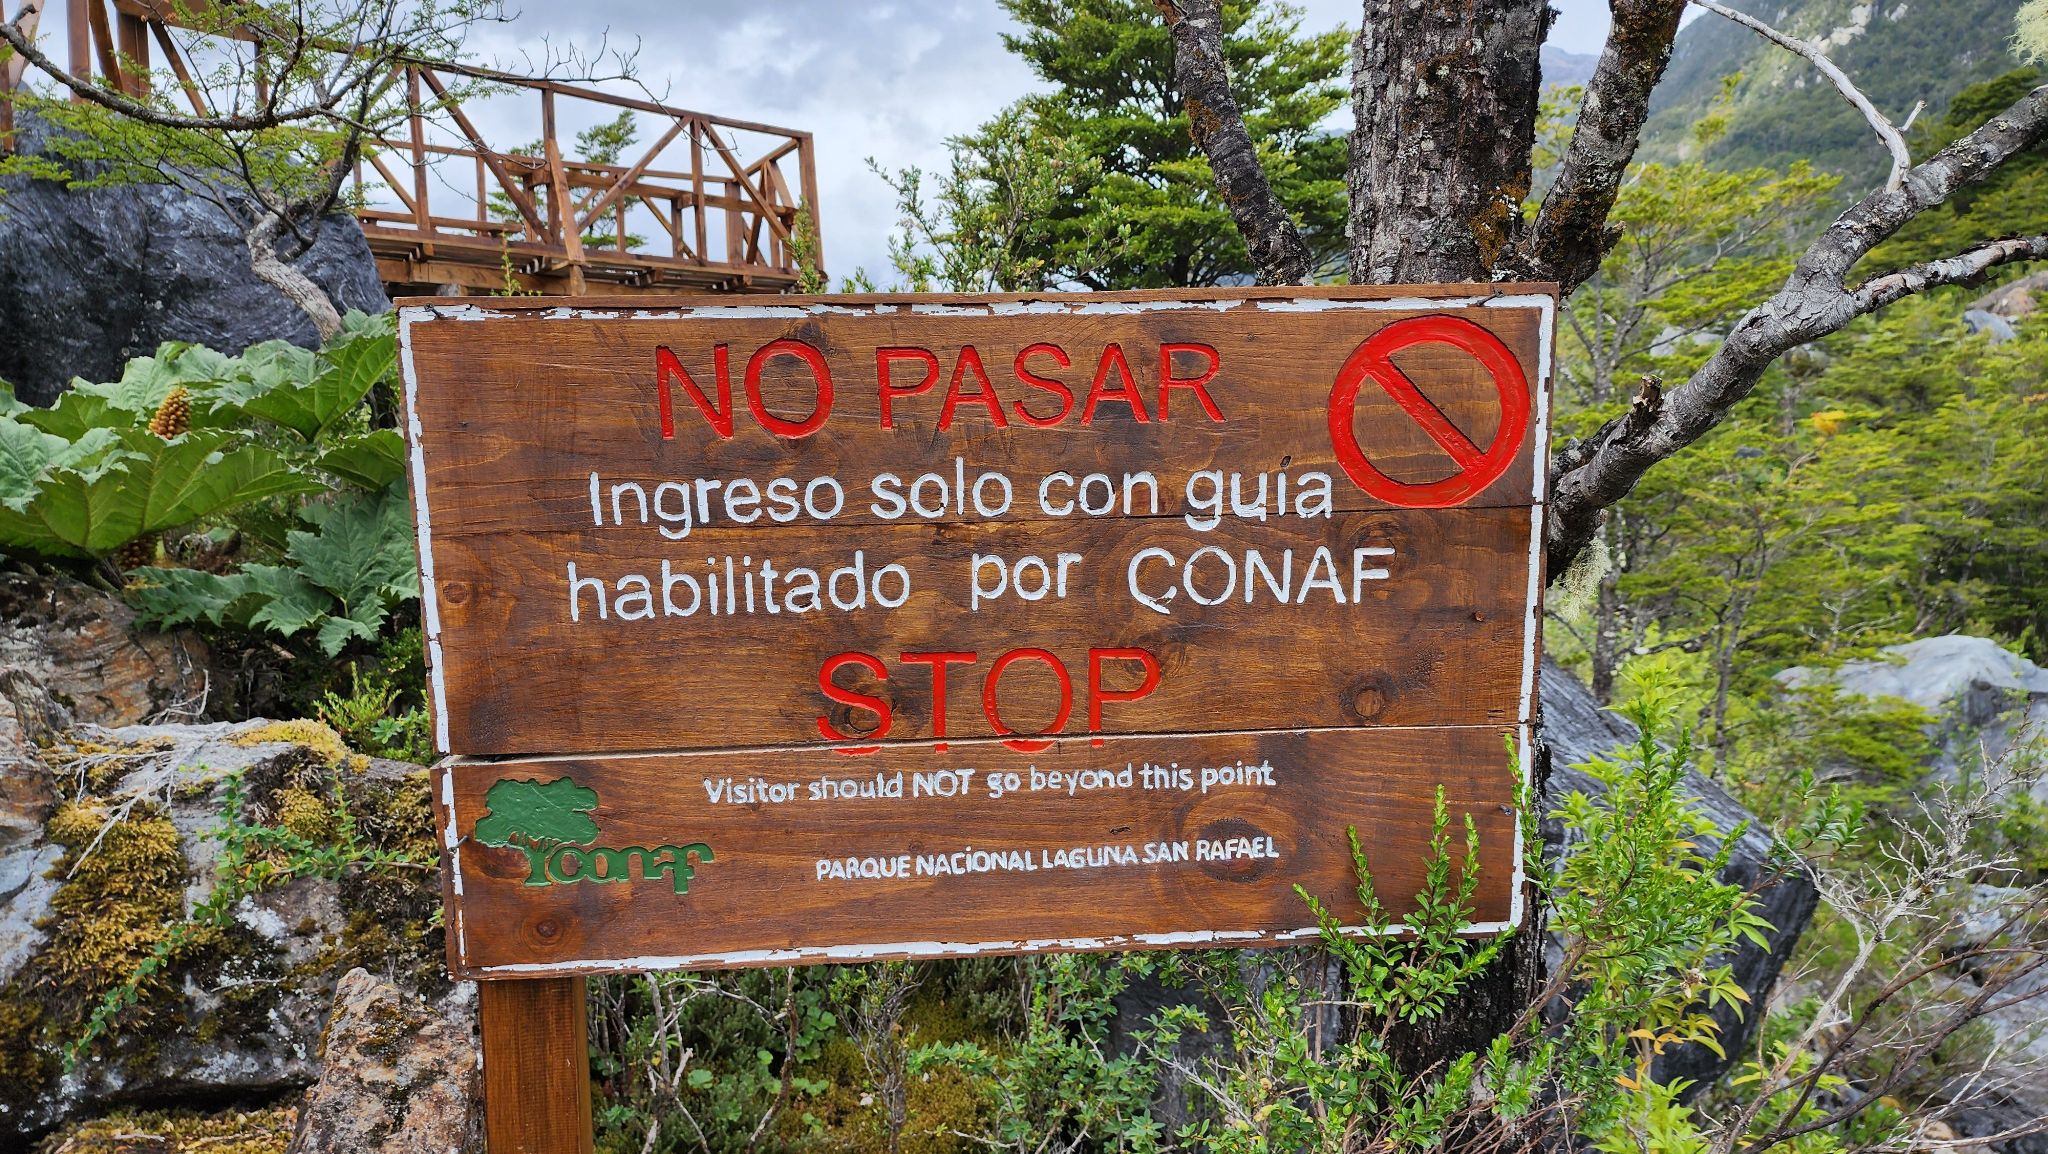 NO PASAR
Ingreso solo con guía
habilitado por CONAF
STOP
Visitor should NOT go beyond this point
conaf
PARQUE NACIONAL LAGUNA SAN RAFAEL